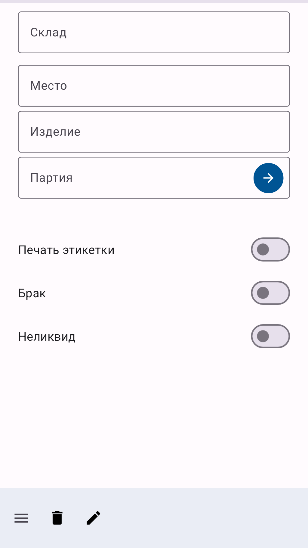 Склад
Место
Изделие
Партия
Печать этикетки
Брак
Неликвид